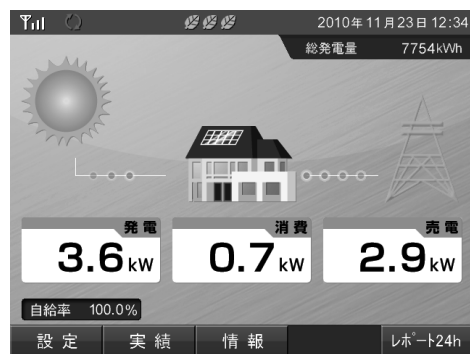 2010年11月23日 12:34
総発電量 7754kWh
発電 消費 売電
3.6kW 0.7kW 2.9kW
自給率 100.0%
設定 実績 情報 レポート24h